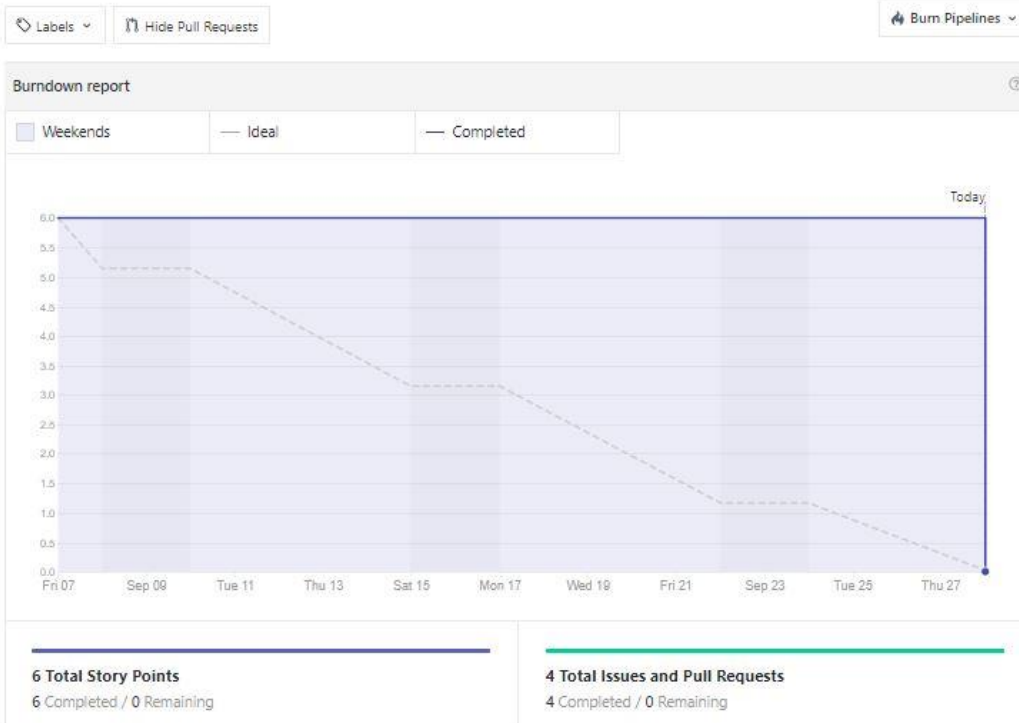 Labels
Hide Pull Requests
Burn Pipelines
Burndown report
Weekends
Ideal
Completed
Today
6.0
5.5
5.0
4.5
4.0
3.5
3.0
2.5
2.0
1.5
1.0
0.5
0.0
Fri 07 Sep 09 Tue 11 Thu 13 Sat 15 Mon 17 Wed 19 Fri 21 Sep 23 Tue 25 Thu 27
6 Total Story Points
6 Completed / 0 Remaining
4 Total Issues and Pull Requests
4 Completed / 0 Remaining